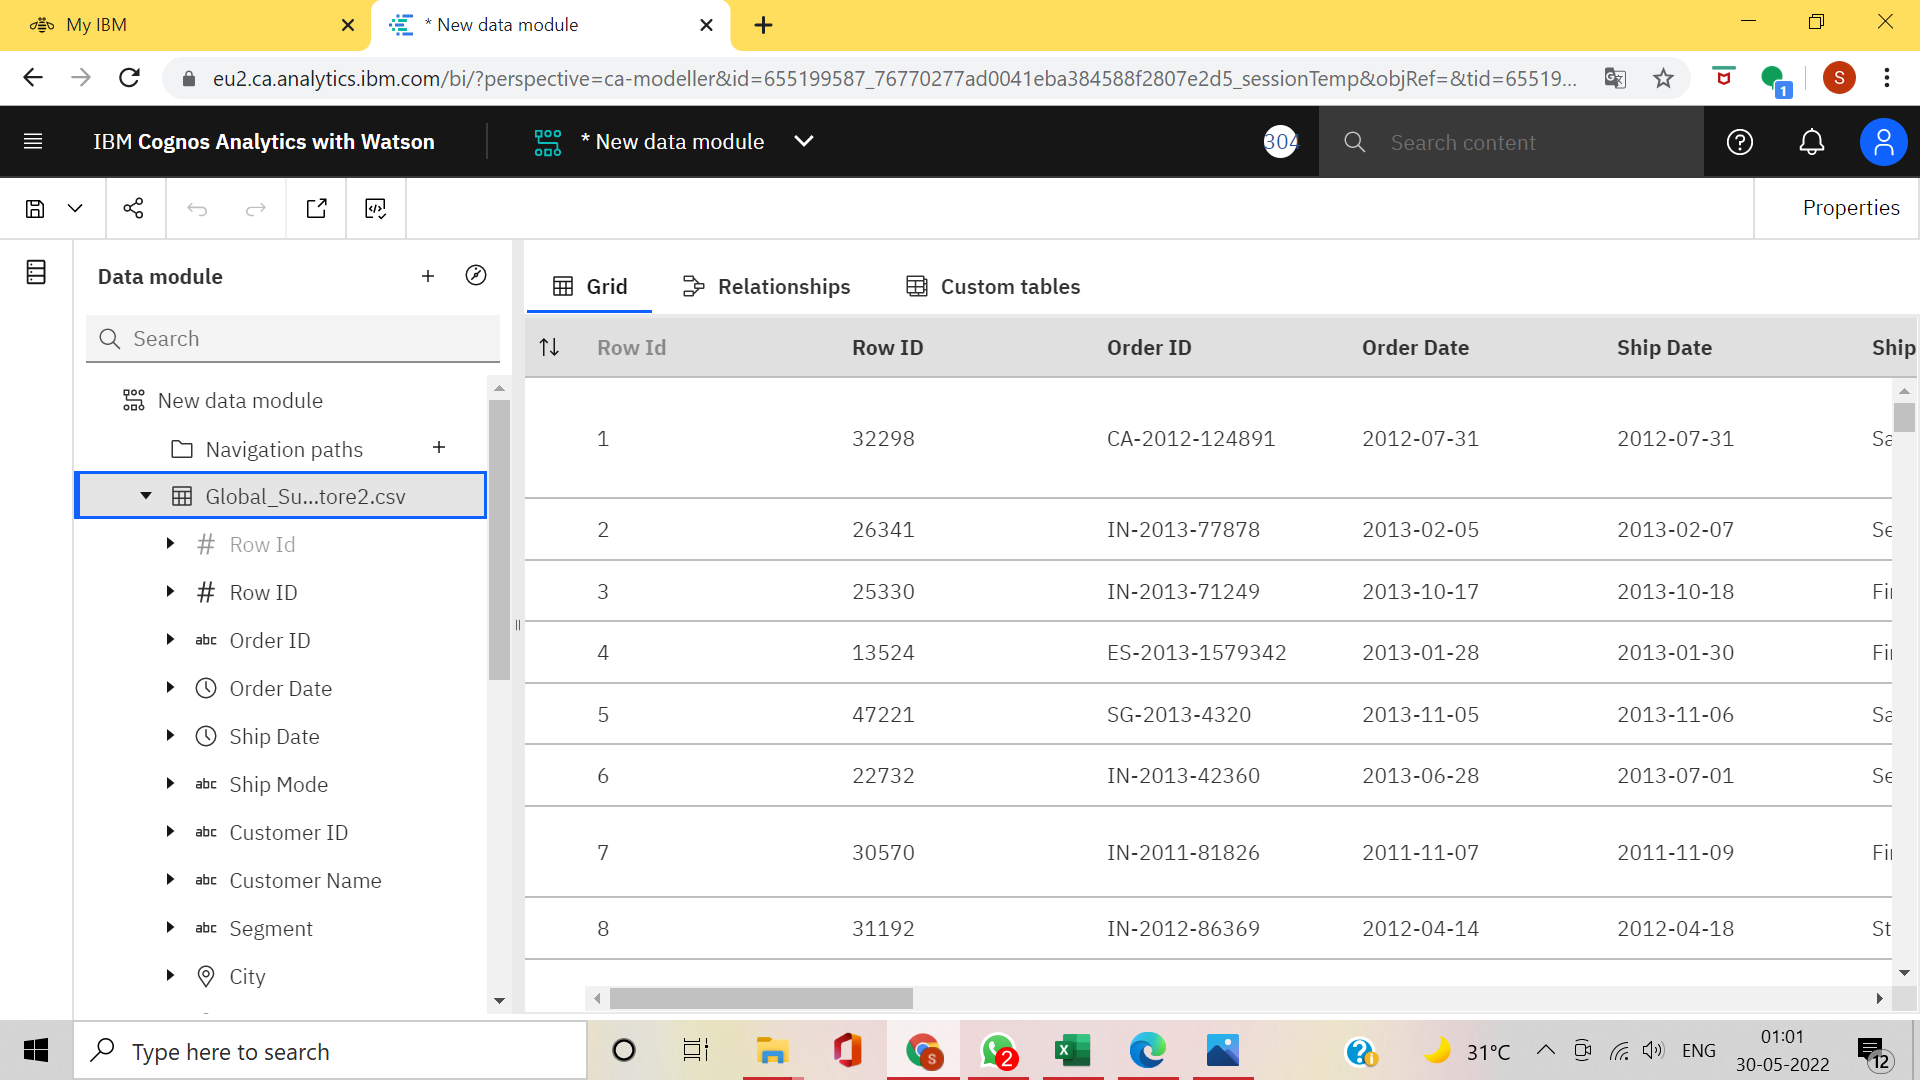 My IBM
* New data module
eu2.ca.analytics.ibm.com/bi/?perspective=ca-modeller&id=655199587_76770277ad0041eba384588f2807e2d5_sessionTemp&objRef=&tid=65519...
S
1
IBM Cognos Analytics with Watson
* New data module
304
Search content
Properties
Data module
Search
New data module
Navigation paths
Global_Su...tore2.csv
# Row Id
# Row ID
abc Order ID
Order Date
Ship Date
abc Ship Mode
abc Customer ID
abc Customer Name
abc Segment
City
Grid
Relationships
Custom tables
Row Id Row ID Order ID Order Date Ship Date Ship
1 32298 CA-2012-124891 2012-07-31 2012-07-31 Sa
2 26341 IN-2013-77878 2013-02-05 2013-02-07 Se
3 25330 IN-2013-71249 2013-10-17 2013-10-18 Fi
4 13524 ES-2013-1579342 2013-01-28 2013-01-30 Fi
5 47221 SG-2013-4320 2013-11-05 2013-11-06 Sa
6 22732 IN-2013-42360 2013-06-28 2013-07-01 Se
7 30570 IN-2011-81826 2011-11-07 2011-11-09 Fi
8 31192 IN-2012-86369 2012-04-14 2012-04-18 St
Type here to search
S
2
31°C
ENG
01:01
30-05-2022
12